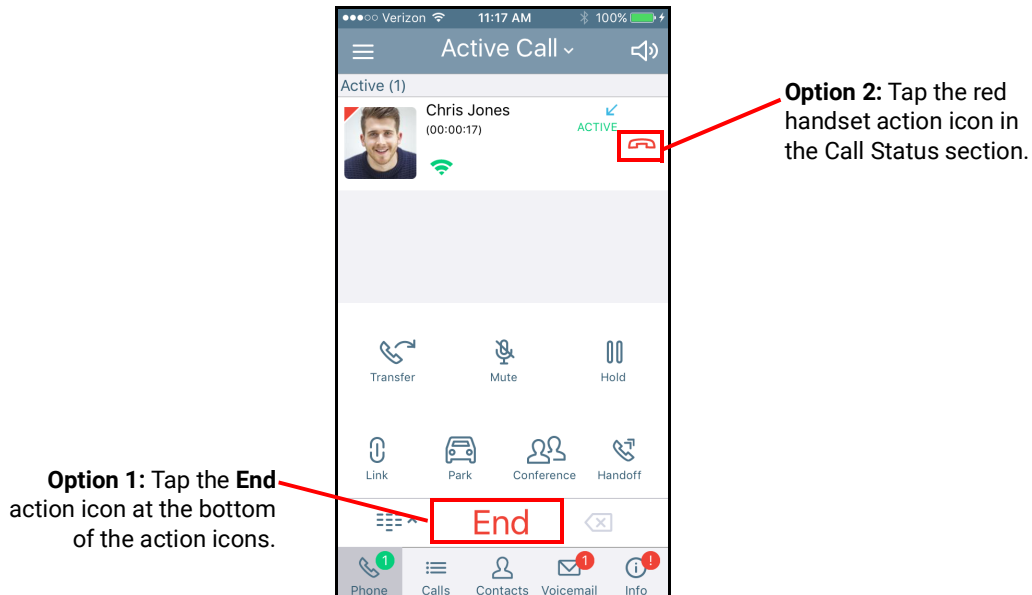 Verizon 11:17 AM 100%
Active Call
Active (1)
Chris Jones
(00:00:17)
ACTIVE
Option 2: Tap the red
handset action icon in
the Call Status section.
Transfer Mute Hold
Link Park Conference Handoff
Option 1: Tap the End
action icon at the bottom
of the action icons.
End
1 1 !
Phone Calls Contacts Voicemail Info